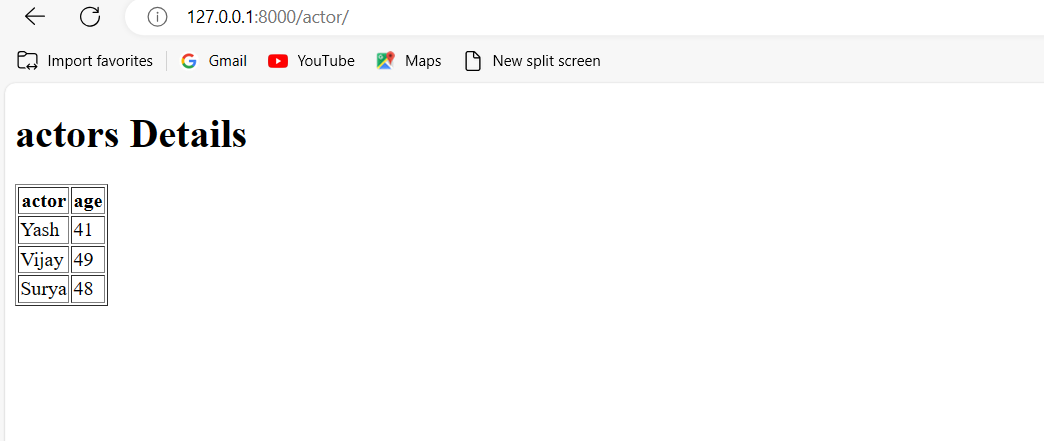 127.0.0.1:8000/actor/
Import favorites Gmail YouTube Maps New split screen
actors Details
actor age
Yash 41
Vijay 49
Surya 48